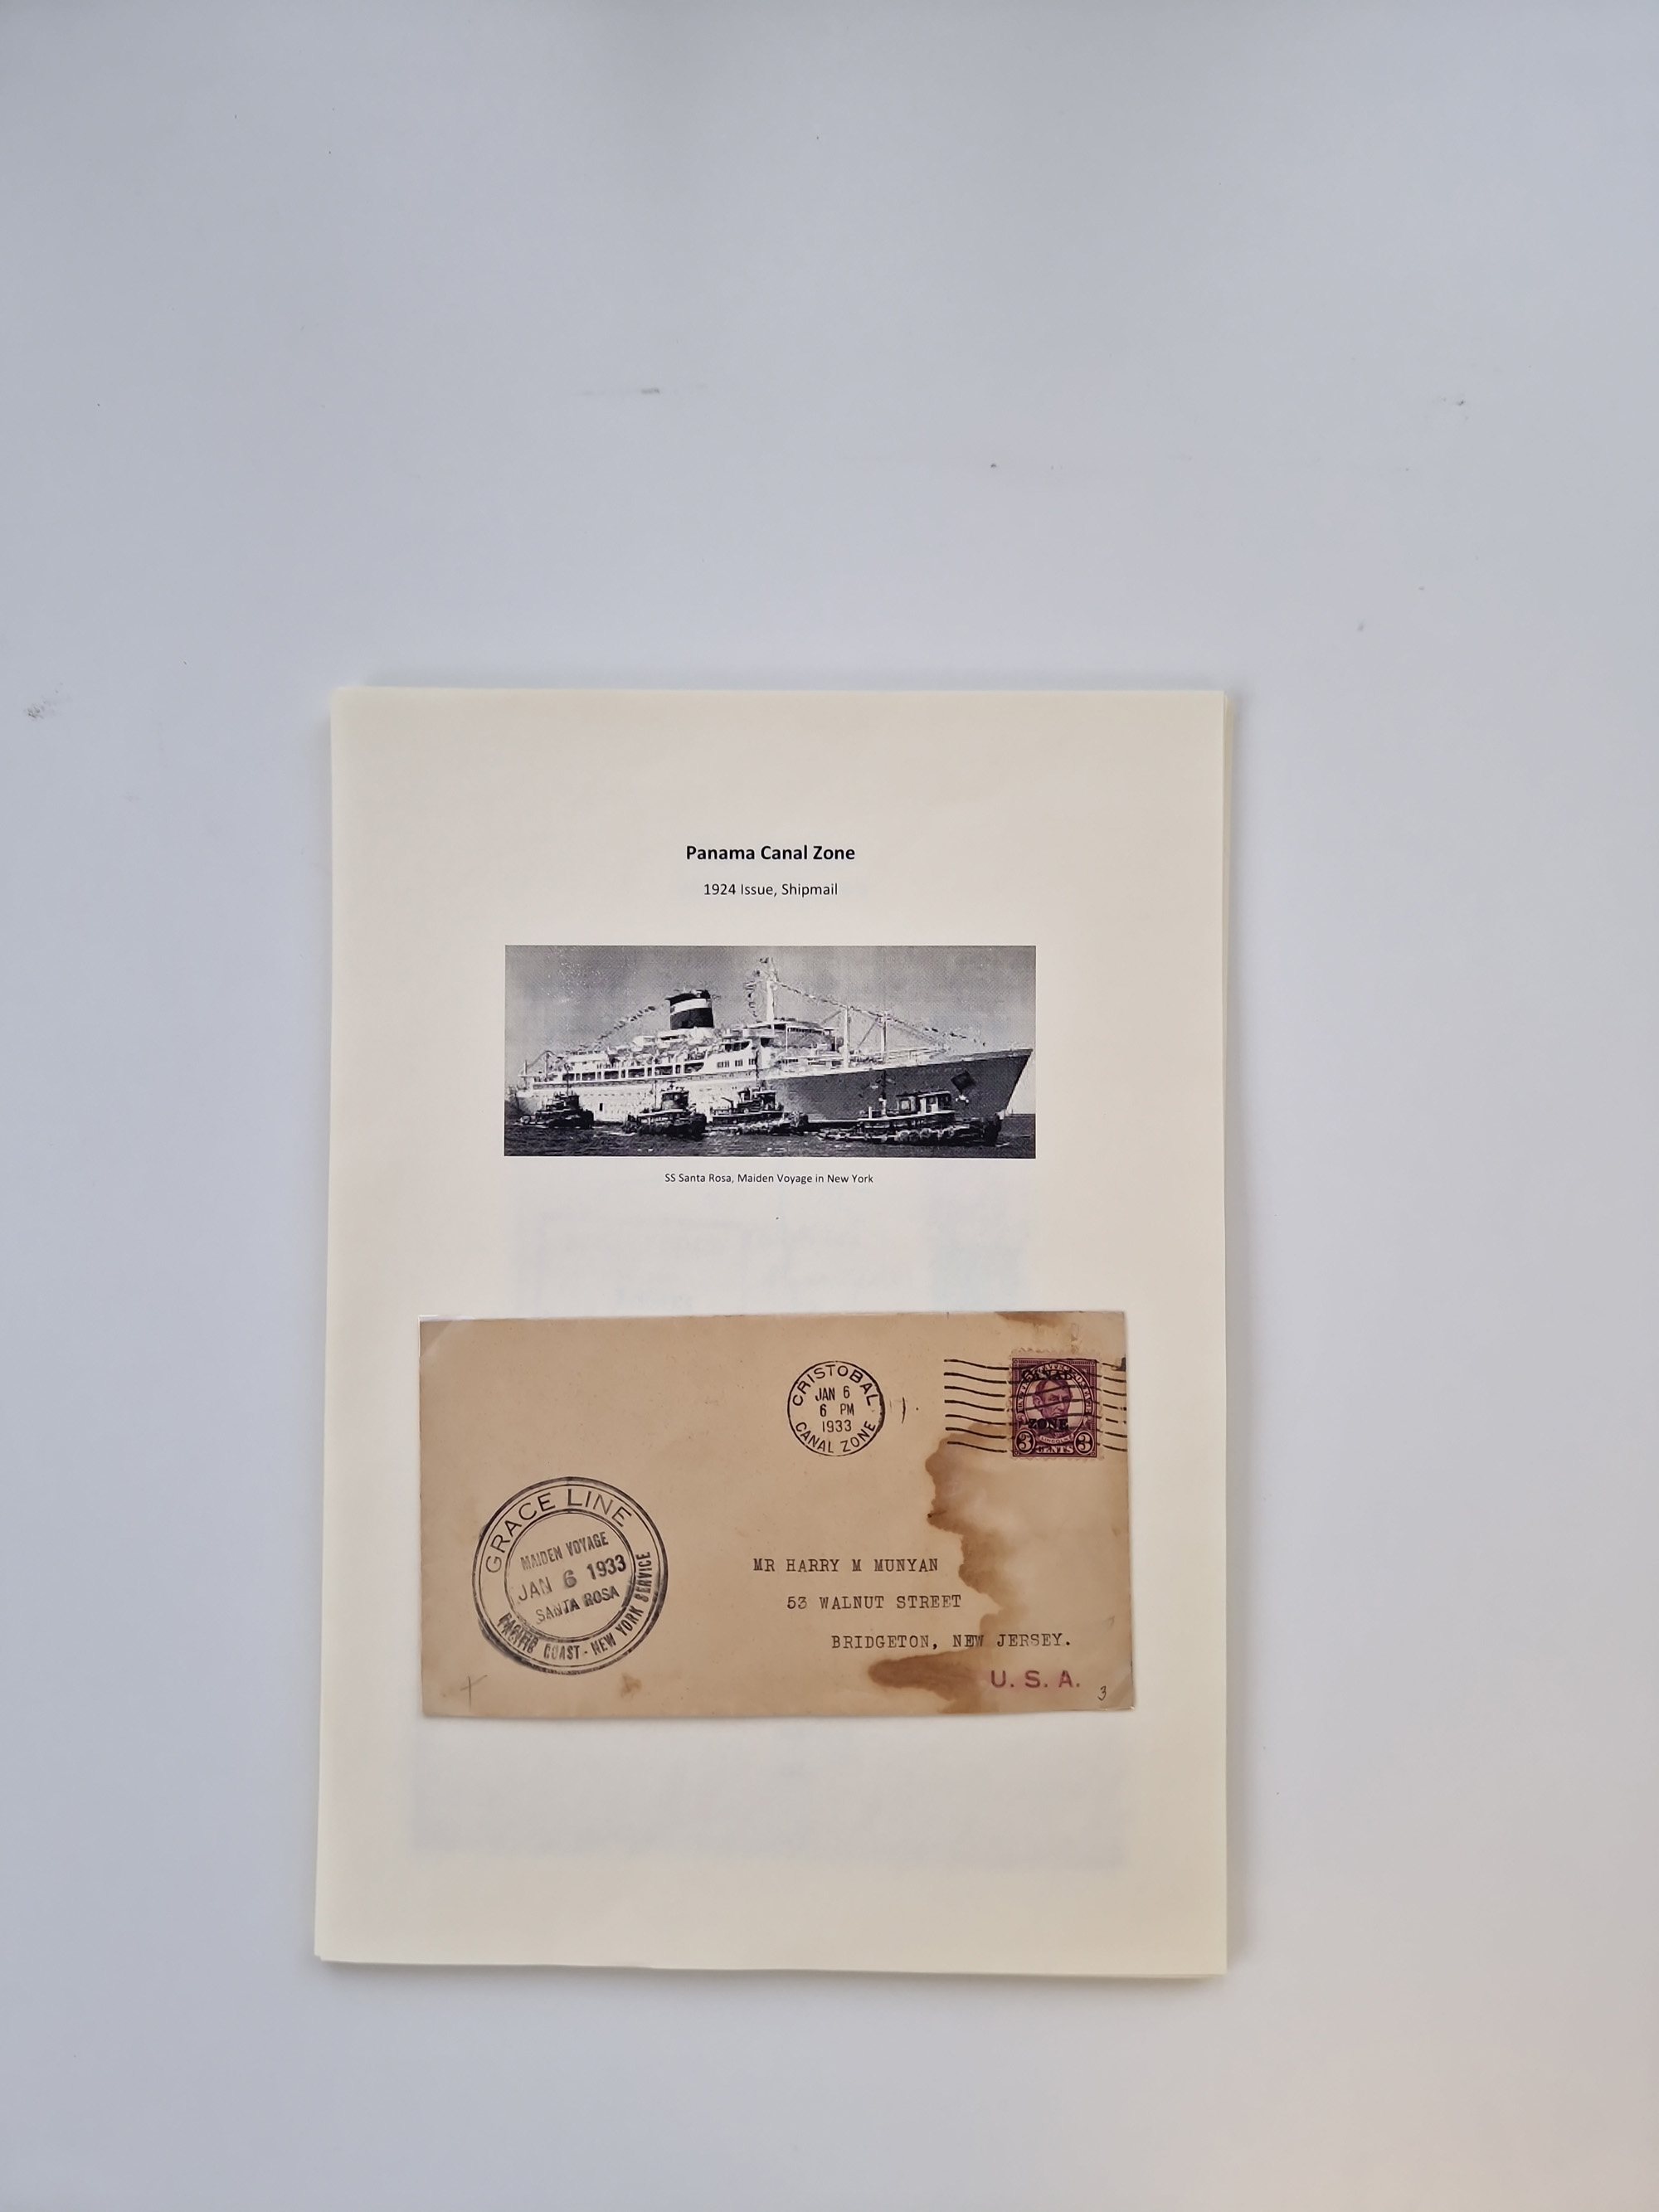 Panama Canal Zone
1924 Issue, Shipmail
SS Santa Rosa, Maiden Voyage in New York
CRISTOBAL
JAN 6
6 PM
1933
CANAL ZONE
CANAL
ZONE
3 CENTS 3
GRACE LINE
MAIDEN VOYAGE
JAN 6 1933
SANTA ROSA
PACIFIC COAST - NEW YORK SERVICE
MR HARRY M MUNYAN
53 WALNUT STREET
BRIDGETON, NEW JERSEY.
U. S. A.
3